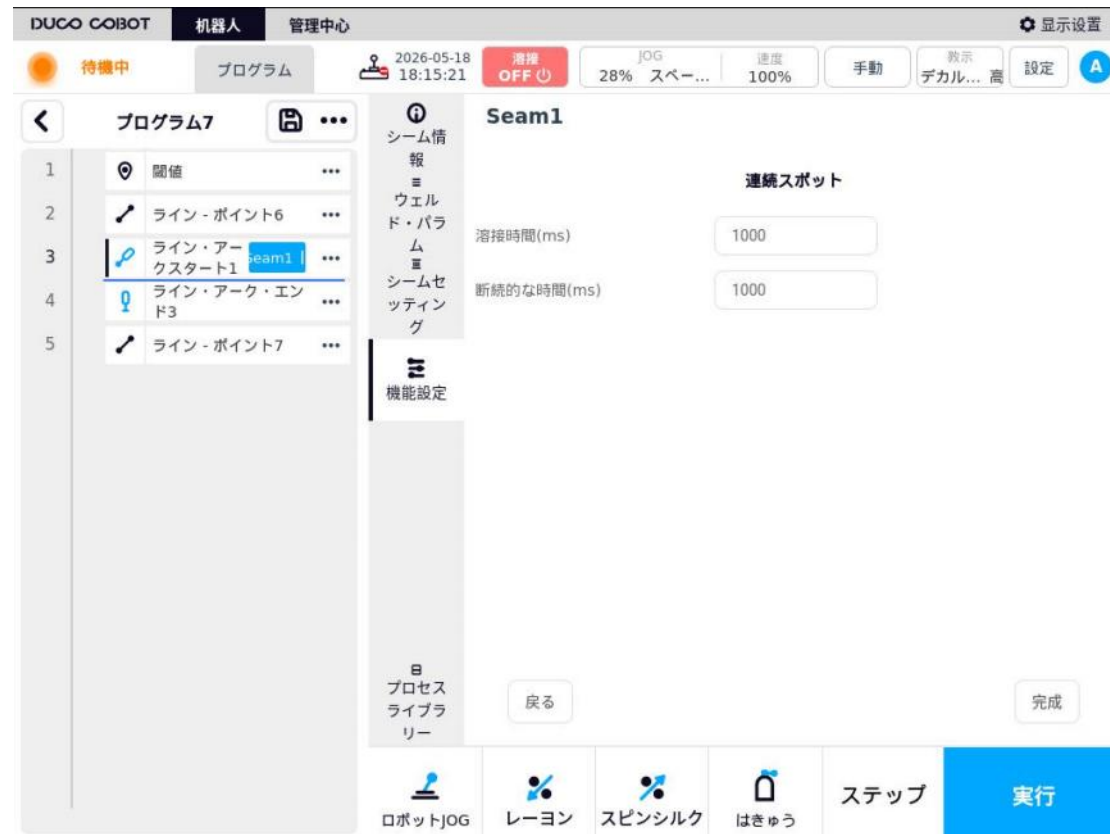 DUCO COBOT 机器人 管理中心 显示设置
待機中 プログラム 2026-05-18 18:15:21 溶接 OFF JOG 28% スペー... 速度 100% 手動 教示 デカル... 高 設定 A
プログラム7 •••
1 閾値 •••
2 ライン - ポイント6 •••
3 ライン・アー
クスタート1 Seam1 •••
4 ライン・アーク・エン
ド3 •••
5 ライン - ポイント7 •••
シーム情
報
ウェル
ド・パラ
ム
シームセ
ッティン
グ
機能設定
プロセス
ライブラ
リー
Seam1
連続スポット
溶接時間(ms) 1000
断続的な時間(ms) 1000
戻る 完成
ロボットJOG レーヨン スピンシルク はきゅう ステップ 実行